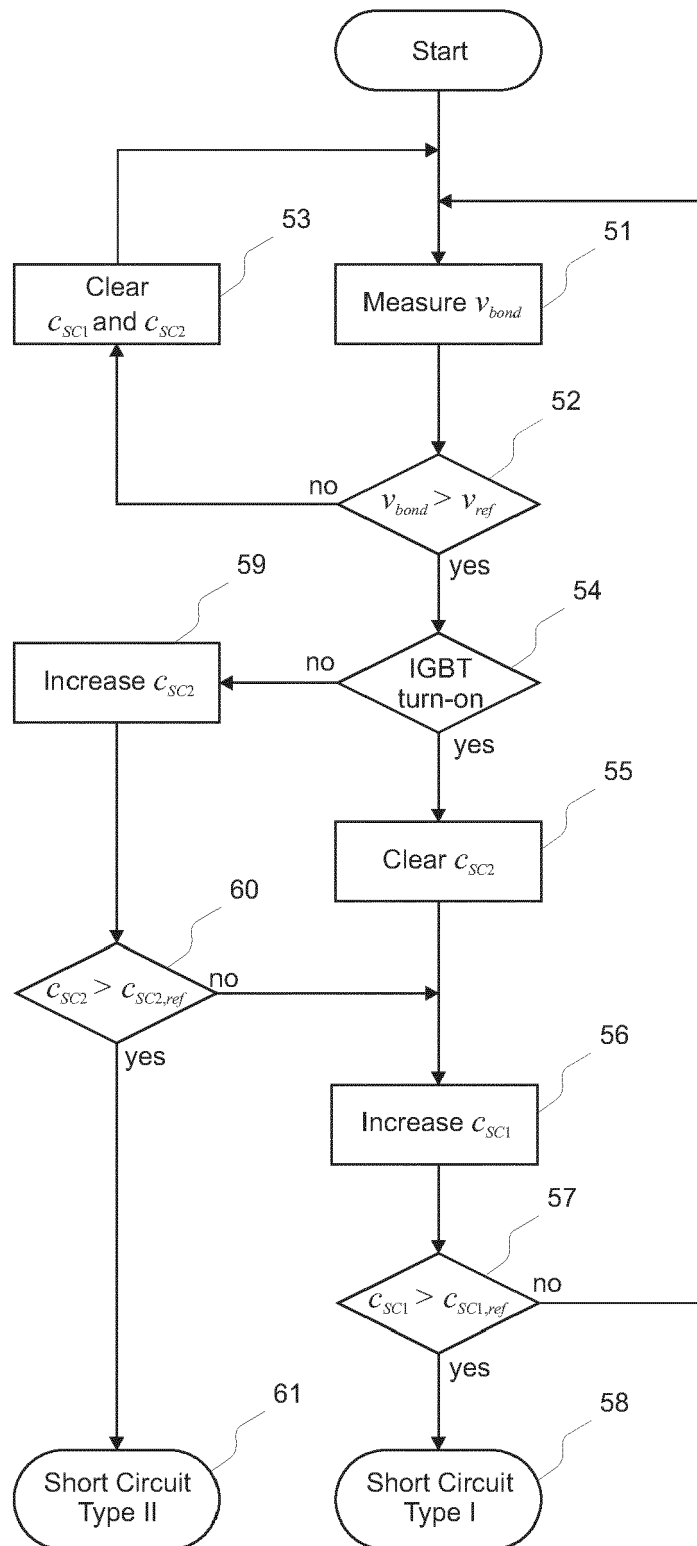 Start
53
Clear
c_SC1 and c_SC2
51
Measure v_bond
52
v_bond > v_ref
no
yes
59
Increase c_SC2
54
IGBT
turn-on
no
yes
55
Clear c_SC2
60
c_SC2 > c_SC2,ref
no
yes
56
Increase c_SC1
57
c_SC1 > c_SC1,ref
no
yes
61
Short Circuit
Type II
58
Short Circuit
Type I